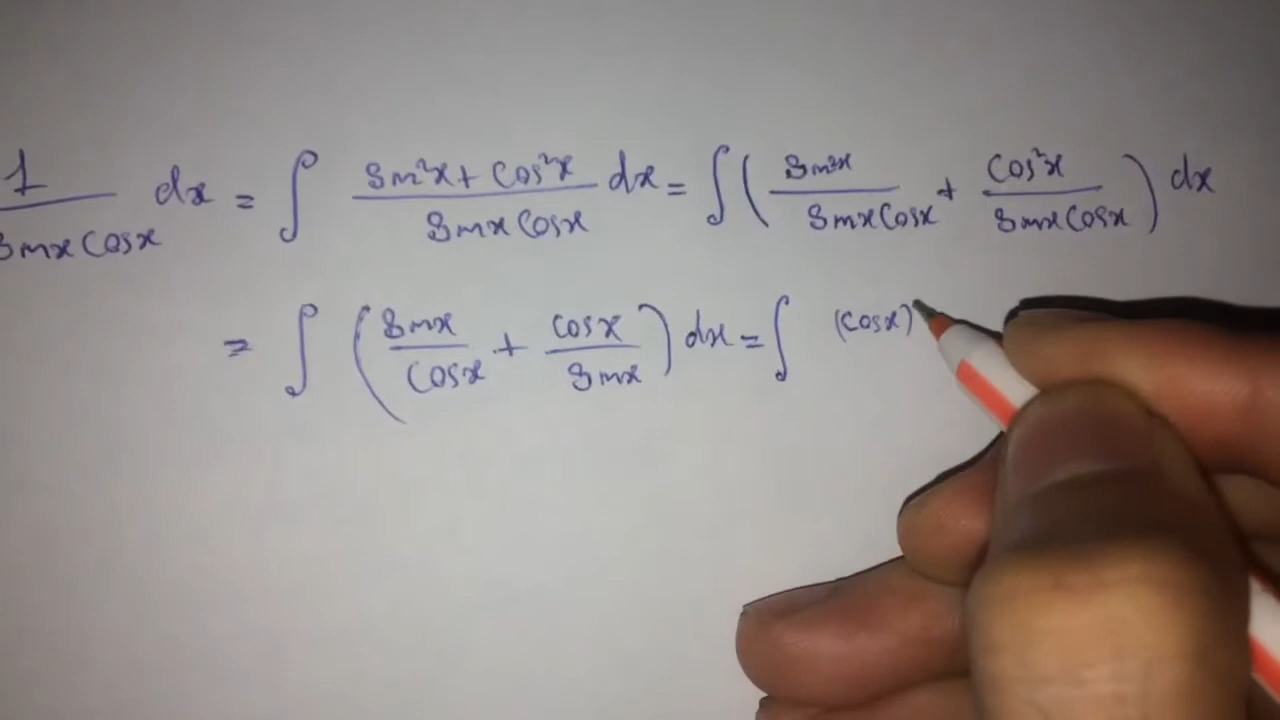 1/(sinx cosx) dx = ∫ (sin²x + cos²x)/(sinx cosx) dx = ∫ ( sin²x/(sinx cosx) + cos²x/(sinx cosx) ) dx
= ∫ ( sinx/cosx + cosx/sinx ) dx = ∫ (cosx)